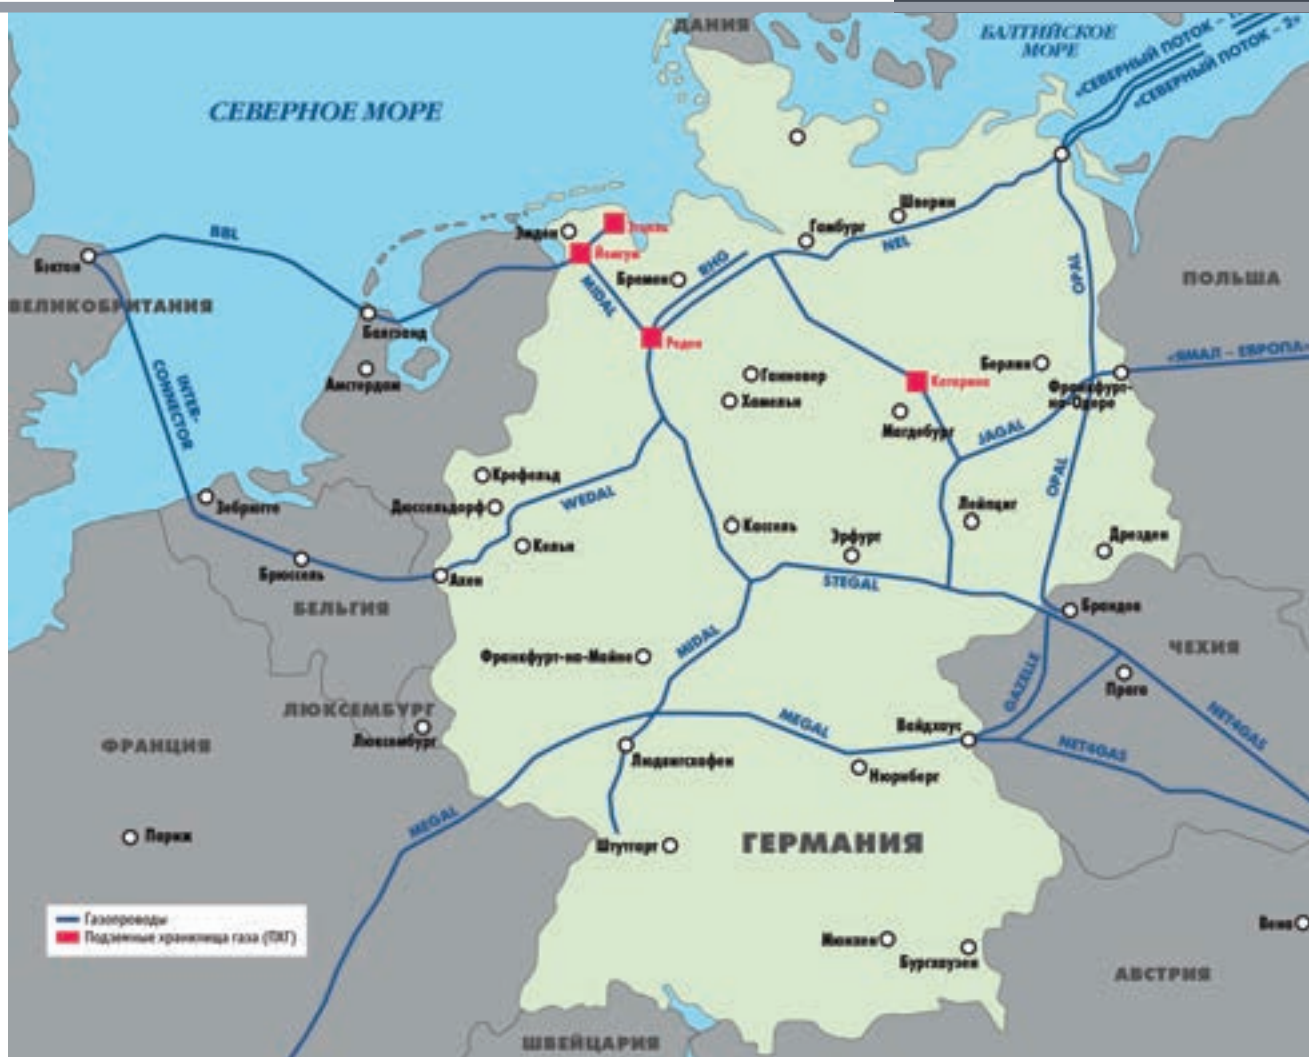 ДАНИЯ
БАЛТИЙСКОЕ
МОРЕ
«СЕВЕРНЫЙ ПОТОК –
«СЕВЕРНЫЙ ПОТОК – 2»
СЕВЕРНОЕ МОРЕ
Шверин
Эмден
Этцель
Гамбург
BBL
NEL
Йемгум
Бэктон
RHG
OPAL
Бремен
MIDAL
ПОЛЬША
ВЕЛИКОБРИТАНИЯ
Балгзанд
Реден
«ЯМАЛ – ЕВРОПА»
Берлин
INTER-
CONNECTOR
Ганновер
Катарина
Франкфурт-
на-Одере
Амстердам
Хамельн
Магдебург
JAGAL
Крефельд
OPAL
WEDAL
Зебрюгге
Дюссельдорф
Лейпциг
Кассель
Эрфурт
Дрезден
Кельн
Брюссель
Ахен
STEGAL
БЕЛЬГИЯ
Брандов
MIDAL
ЧЕХИЯ
Франкфурт-на-Майне
GAZELLE
Прага
ЛЮКСЕМБУРГ
MEGAL
Вайдхаус
NET4GAS
Люксембург
ФРАНЦИЯ
NET4GAS
Людвигсхафен
Нюрнберг
MEGAL
Париж
Штутгарт
ГЕРМАНИЯ
Газопроводы
Подземные хранилища газа (ПХГ)
Вена
Мюнхен
Бургхаузен
АВСТРИЯ
ШВЕЙЦАРИЯ